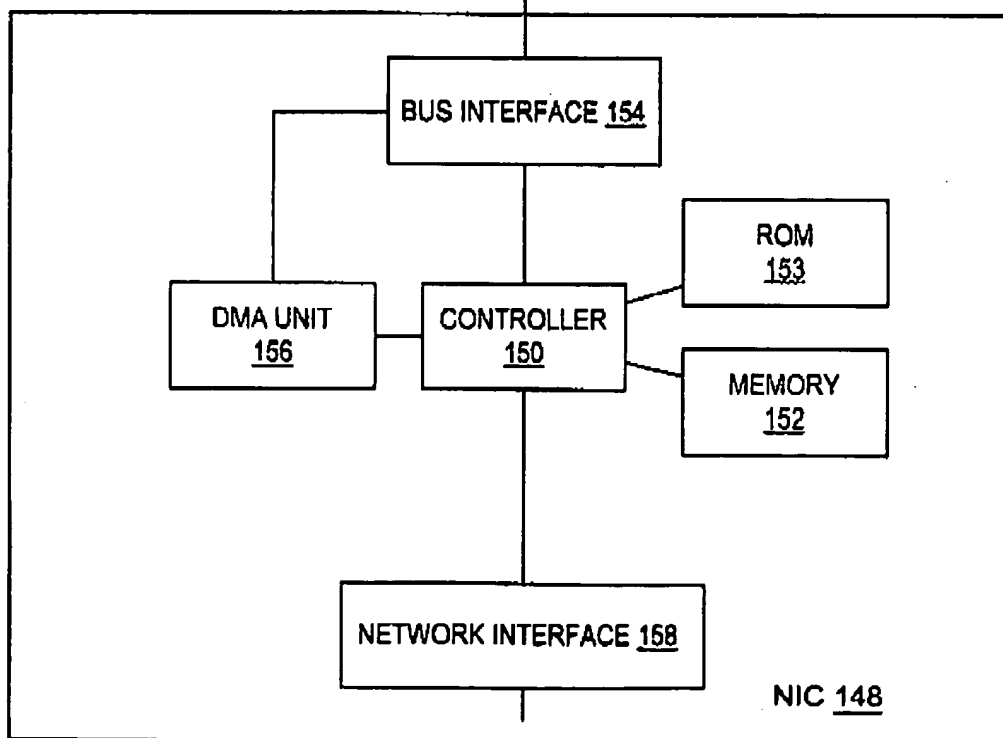 BUS INTERFACE 154
ROM
153
DMA UNIT
156
CONTROLLER
150
MEMORY
152
NETWORK INTERFACE 158
NIC 148